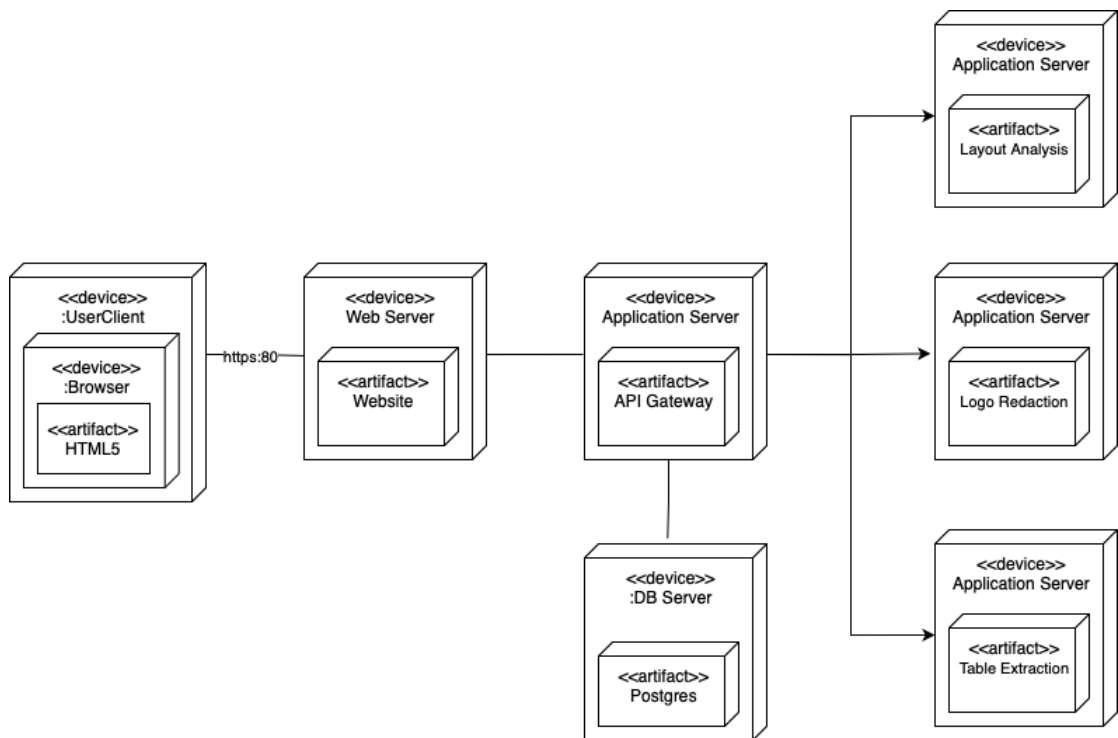 <<device>>
Application Server
<<artifact>>
Layout Analysis
<<device>>
:UserClient
<<device>>
:Browser
<<artifact>>
HTML5
https:80
<<device>>
Web Server
<<artifact>>
Website
<<device>>
Application Server
<<artifact>>
API Gateway
<<device>>
Application Server
<<artifact>>
Logo Redaction
<<device>>
:DB Server
<<artifact>>
Postgres
<<device>>
Application Server
<<artifact>>
Table Extraction